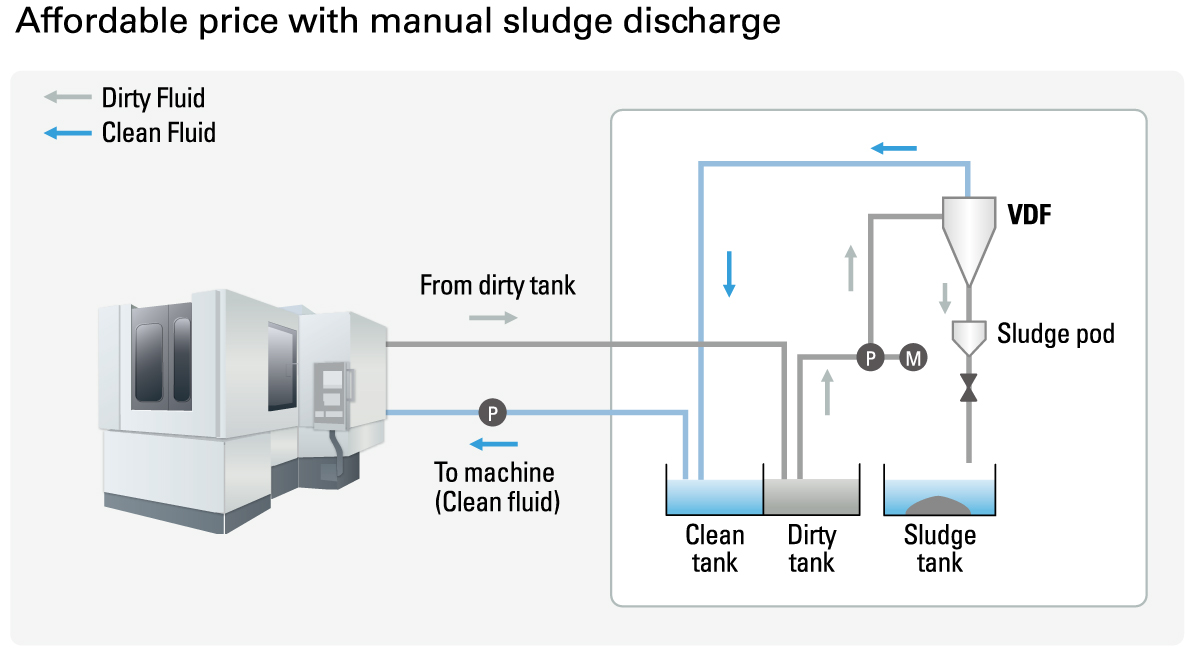 Affordable price with manual sludge discharge
Dirty Fluid
Clean Fluid
VDF
From dirty tank
Sludge pod
P
M
P
To machine
(Clean fluid)
Clean
tank
Dirty
tank
Sludge
tank